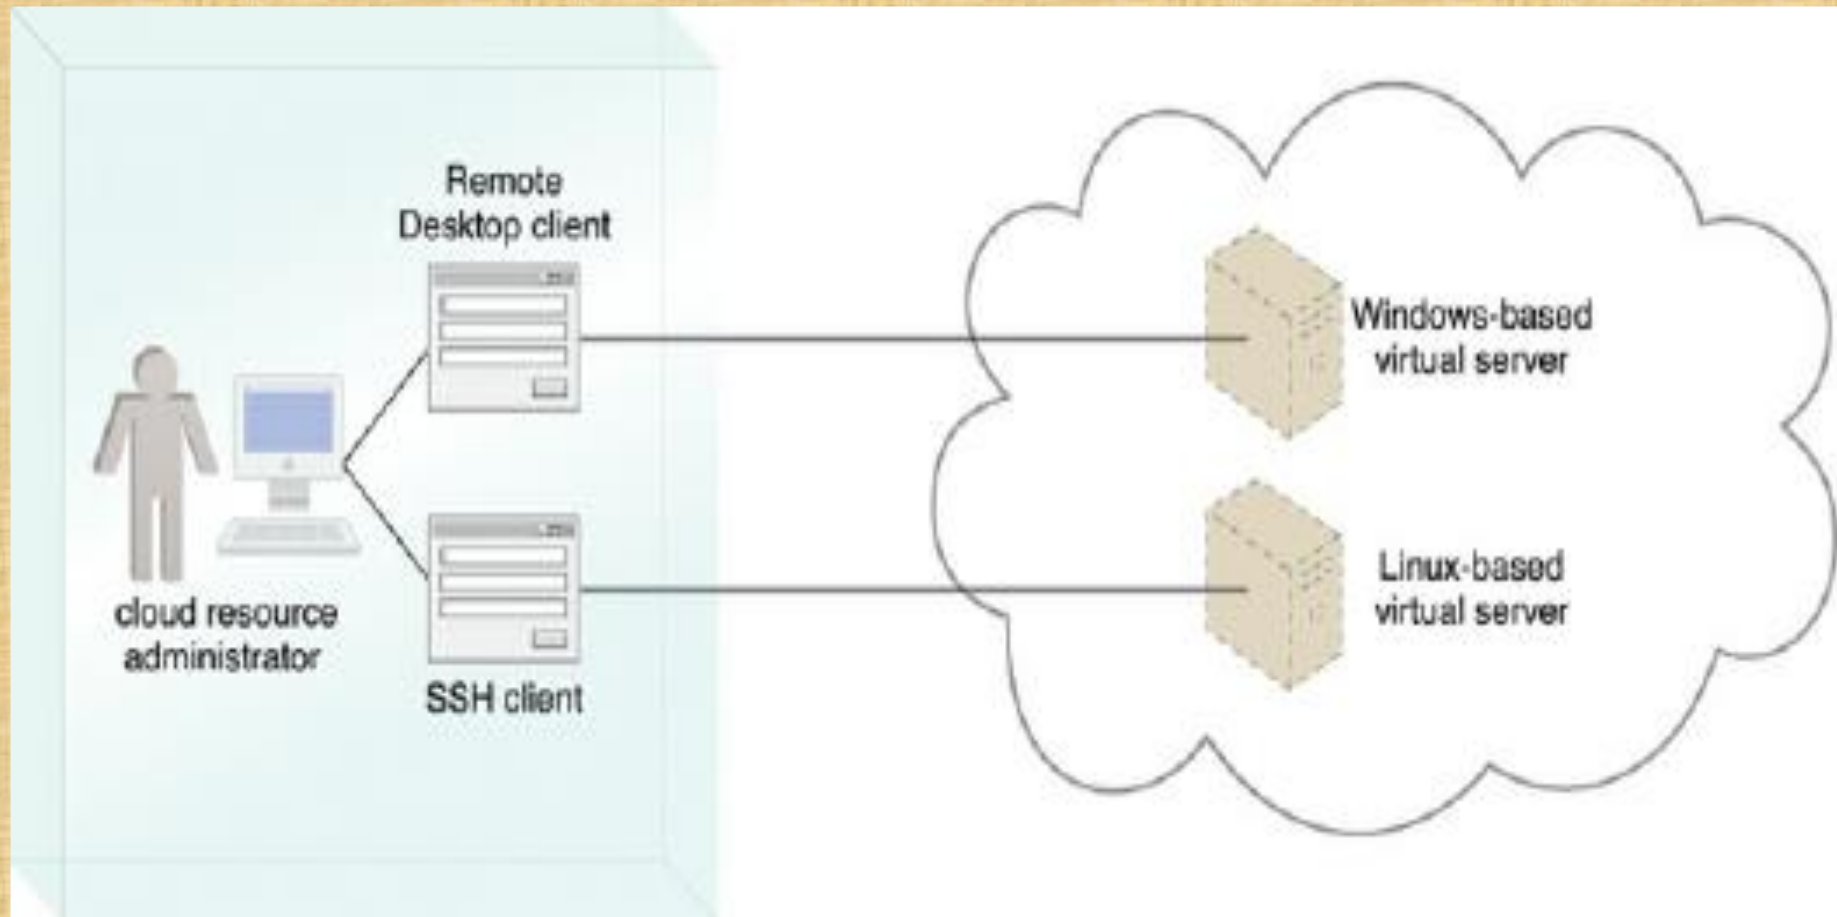 Remote
Desktop client
Windows-based
virtual server
cloud resource
administrator
SSH client
Linux-based
virtual server